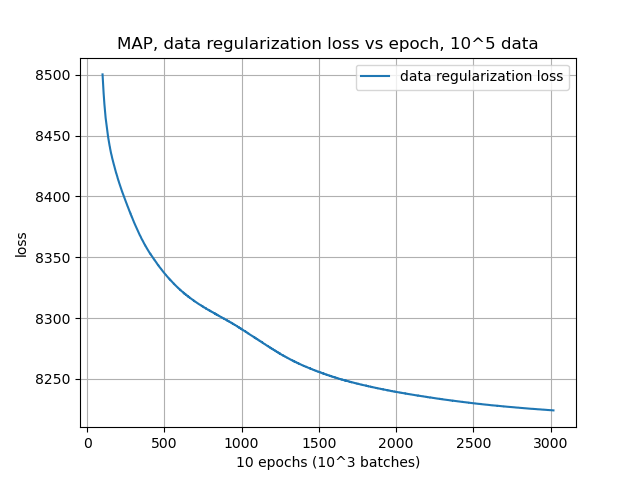 MAP, data regularization loss vs epoch, 10^5 data
data regularization loss
loss
8500
8450
8400
8350
8300
8250
0 500 1000 1500 2000 2500 3000
10 epochs (10^3 batches)